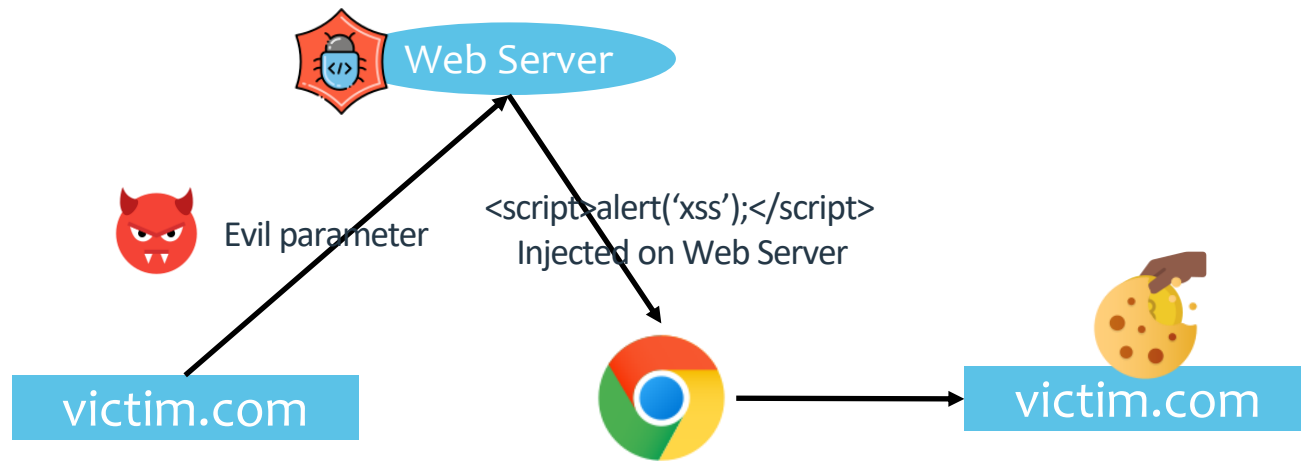 Web Server
</>
Evil parameter
<script>alert(‘xss’);</script>
Injected on Web Server
victim.com
victim.com